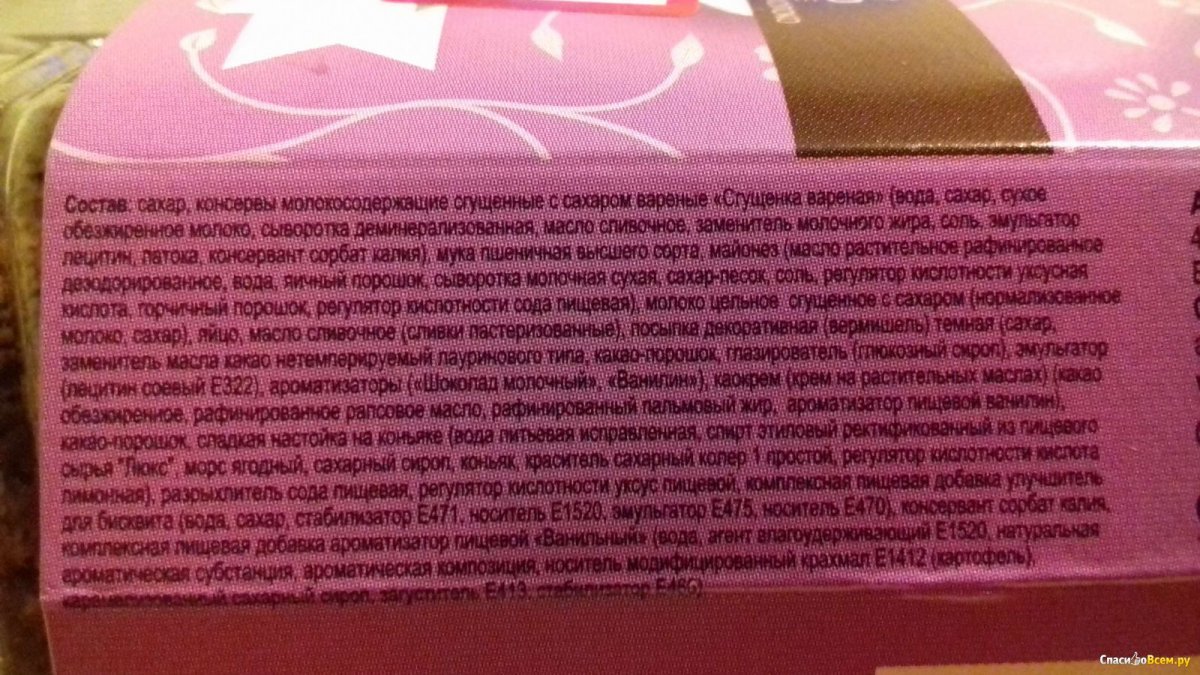 Состав: сахар, консервы молокосодержащие сгущенные с сахаром вареные «Сгущенка вареная» (вода, сахар, сухое
обезжиренное молоко, сыворотка деминерализованная, масло сливочное, заменитель молочного жира, соль, эмульгатор
лецитин, патока, консервант сорбат калия), мука пшеничная высшего сорта, майонез (масло растительное рафинированное
дезодорированное, вода, яичный порошок, сыворотка молочная сухая, сахар-песок, соль, регулятор кислотности уксусная
кислота, горчичный порошок, регулятор кислотности сода пищевая), молоко цельное сгущенное с сахаром (нормализованное
молоко, сахар), яйцо, масло сливочное (сливки пастеризованные), посыпка декоративная (вермишель) темная (сахар,
заменитель масла какао нетемперируемый лауринового типа, какао-порошок, глазирователь (глюкозный сироп), эмульгатор
(лецитин соевый Е322), ароматизаторы («Шоколад молочный», «Ванилин»), каокрем (крем на растительных маслах) (какао
обезжиренное, рафинированное рапсовое масло, рафинированный пальмовый жир, ароматизатор пищевой ванилин),
какао-порошок, сладкая настойка на коньяке (вода питьевая исправленная, спирт этиловый ректификованный из пищевого
сырья "Люкс", морс ягодный, сахарный сироп, коньяк, краситель сахарный колер 1 простой, регулятор кислотности кислота
лимонная), разрыхлитель сода пищевая, регулятор кислотности уксус пищевой, комплексная пищевая добавка улучшитель
для бисквита (вода, сахар, стабилизатор Е471, носитель Е1520, эмульгатор Е475, носитель Е470), консервант сорбат калия,
комплексная пищевая добавка ароматизатор пищевой «Ванильный» (вода, агент влагоудерживающий Е1520, натуральная
ароматическая субстанция, ароматическая композиция, носитель модифицированный крахмал Е1412 (картофель),
сахарный сироп, загуститель Е413, стабилизатор
СпасибоВсем.ру